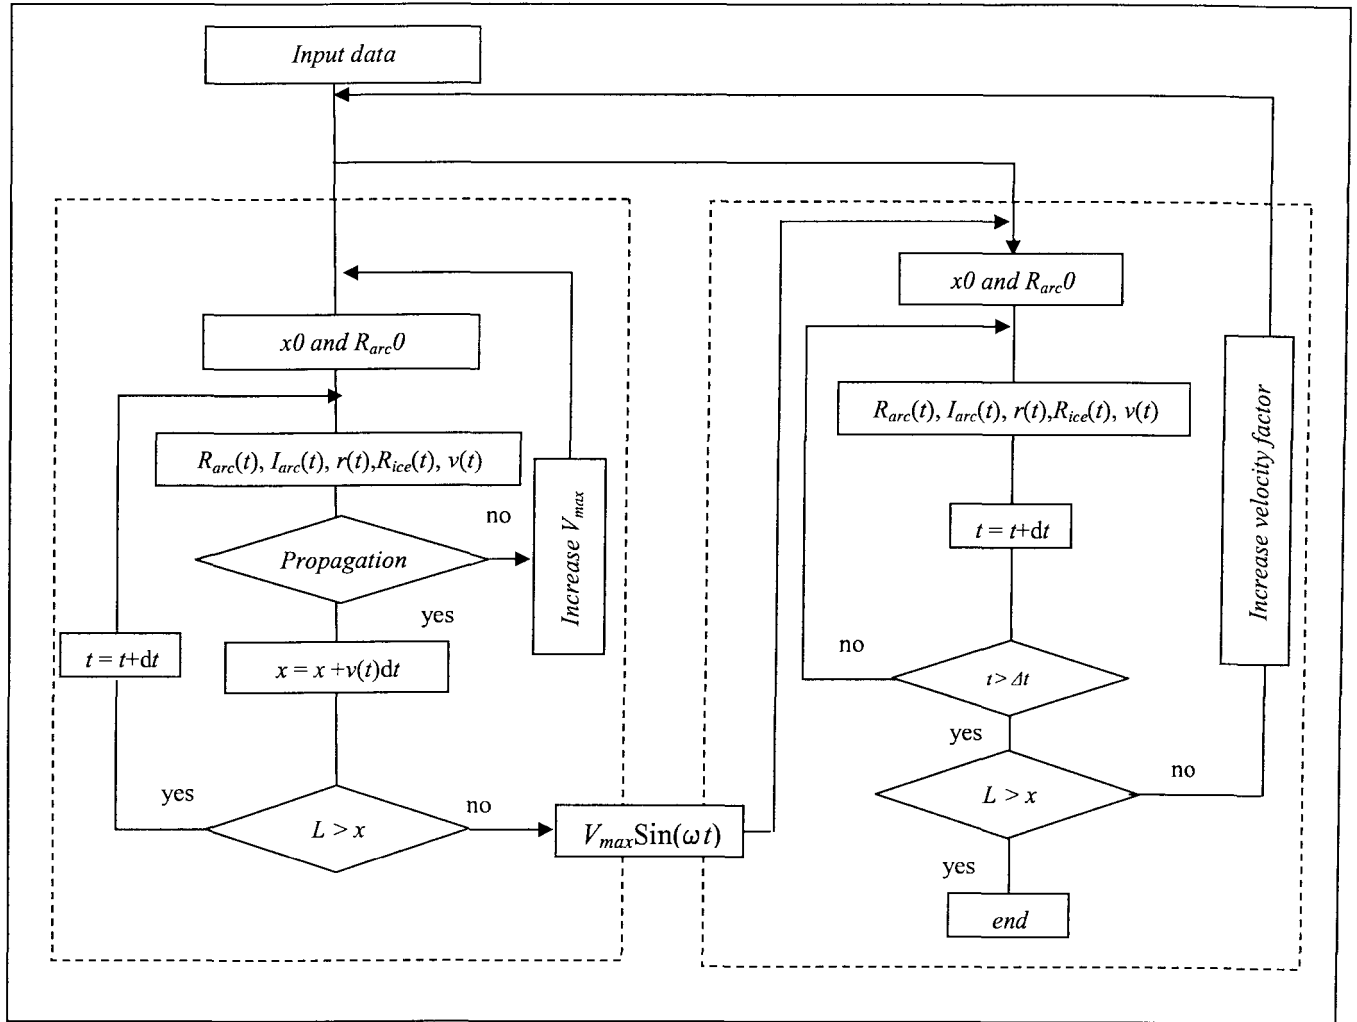 Input data
x0 and Rarc0
Rarc(t), Iarc(t), r(t),Rice(t), v(t)
no
Propagation
Increase Vmax
yes
t = t+dt
x = x +v(t)dt
yes
L > x
no
VmaxSin(ωt)
x0 and Rarc0
Rarc(t), Iarc(t), r(t),Rice(t), v(t)
Increase velocity factor
t = t+dt
no
t> Δt
yes
L > x
no
yes
end